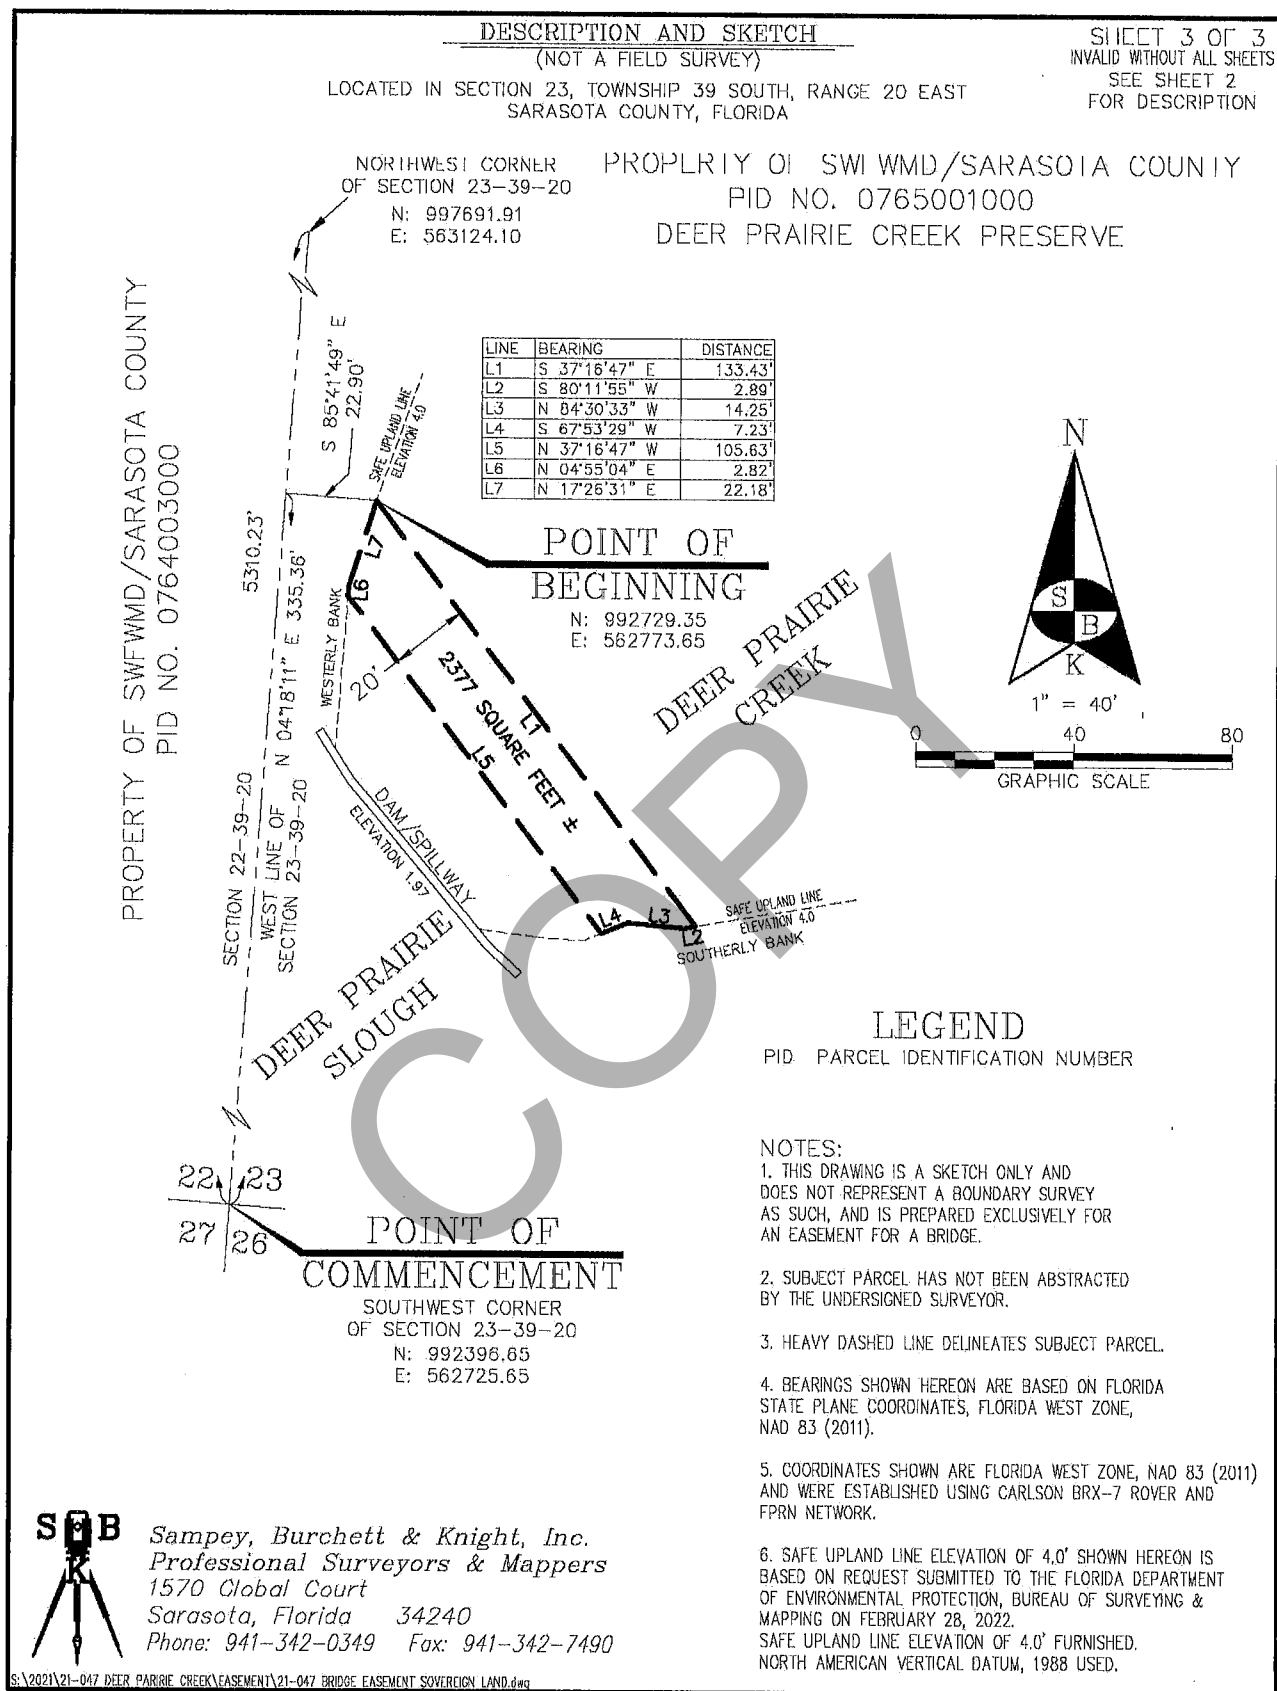 DESCRIPTION AND SKETCH
(NOT A FIELD SURVEY)
LOCATED IN SECTION 23, TOWNSHIP 39 SOUTH, RANGE 20 EAST
SARASOTA COUNTY, FLORIDA
SHEET 3 OF 3
INVALID WITHOUT ALL SHEETS
SEE SHEET 2
FOR DESCRIPTION
NORTHWEST CORNER
OF SECTION 23-39-20
N: 997691.91
E: 563124.10
PROPERTY OF SWFWMD/SARASOTA COUNTY
PID NO. 0765001000
DEER PRAIRIE CREEK PRESERVE
PROPERTY OF SWFWMD/SARASOTA COUNTY
PID NO. 0764003000
S 85°41'49" E
22.90'
SAFE UPLAND LINE
ELEVATION 4.0
LINE BEARING DISTANCE
L1 S 37°16'47" E 133.43'
L2 S 80°11'55" W 2.89'
L3 N 84°30'33" W 14.25'
L4 S 67°53'29" W 7.23'
L5 N 37°16'47" W 105.63'
L6 N 04°55'04" E 2.82'
L7 N 17°26'31" E 22.18'
POINT OF
BEGINNING
N: 992729.35
E: 562773.65
N
S
B
K
1" = 40'
0 40 80
GRAPHIC SCALE
5310.23'
N 04°18'11" E 335.36'
SECTION 22-39-20
WEST LINE OF
SECTION 23-39-20
L7
L6
WESTERLY BANK
20'
2377 SQUARE FEET ±
L1
L5
DEER PRAIRIE
CREEK
DAM/SPILLWAY
ELEVATION 1.97
L4
L3
L2
SAFE UPLAND LINE
ELEVATION 4.0
SOUTHERLY BANK
DEER PRAIRIE
SLOUGH
COPY
LEGEND
PID PARCEL IDENTIFICATION NUMBER
22 23
27 26
POINT OF
COMMENCEMENT
SOUTHWEST CORNER
OF SECTION 23-39-20
N: 992396.65
E: 562725.65
NOTES:
1. THIS DRAWING IS A SKETCH ONLY AND
DOES NOT REPRESENT A BOUNDARY SURVEY
AS SUCH, AND IS PREPARED EXCLUSIVELY FOR
AN EASEMENT FOR A BRIDGE.
2. SUBJECT PARCEL HAS NOT BEEN ABSTRACTED
BY THE UNDERSIGNED SURVEYOR.
3. HEAVY DASHED LINE DELINEATES SUBJECT PARCEL.
4. BEARINGS SHOWN HEREON ARE BASED ON FLORIDA
STATE PLANE COORDINATES, FLORIDA WEST ZONE,
NAD 83 (2011).
5. COORDINATES SHOWN ARE FLORIDA WEST ZONE, NAD 83 (2011)
AND WERE ESTABLISHED USING CARLSON BRX-7 ROVER AND
FPRN NETWORK.
6. SAFE UPLAND LINE ELEVATION OF 4.0' SHOWN HEREON IS
BASED ON REQUEST SUBMITTED TO THE FLORIDA DEPARTMENT
OF ENVIRONMENTAL PROTECTION, BUREAU OF SURVEYING &
MAPPING ON FEBRUARY 28, 2022.
SAFE UPLAND LINE ELEVATION OF 4.0' FURNISHED.
NORTH AMERICAN VERTICAL DATUM, 1988 USED.
S B
K
Sampey, Burchett & Knight, Inc.
Professional Surveyors & Mappers
1570 Global Court
Sarasota, Florida 34240
Phone: 941-342-0349 Fax: 941-342-7490
S:\2021\21-047 DEER PARIRIE CREEK\EASEMENT\21-047 BRIDGE EASEMENT SOVEREIGN LAND.dwg